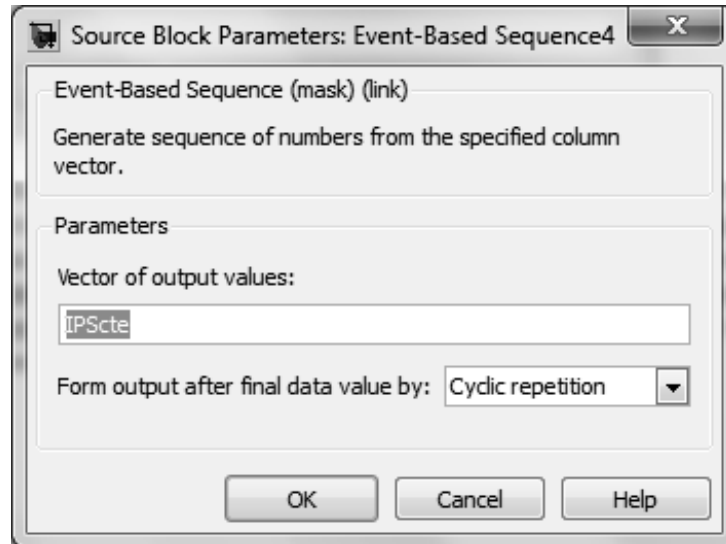 Source Block Parameters: Event-Based Sequence4
X
Event-Based Sequence (mask) (link)
Generate sequence of numbers from the specified column
vector.
Parameters
Vector of output values:
IPScte
Form output after final data value by: Cyclic repetition
OK Cancel Help